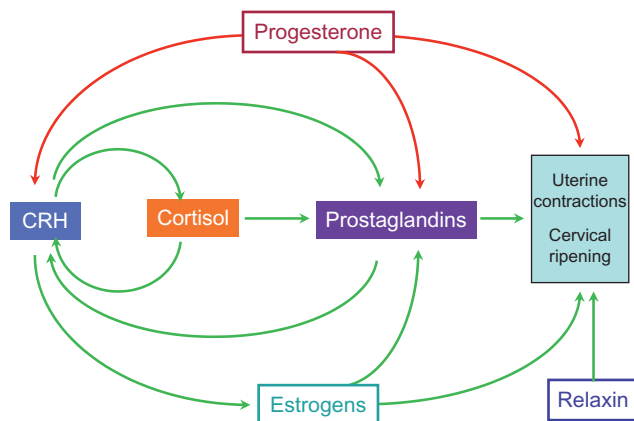 Progesterone
CRH
Cortisol
Prostaglandins
Uterine
contractions
Cervical
ripening
Estrogens
Relaxin